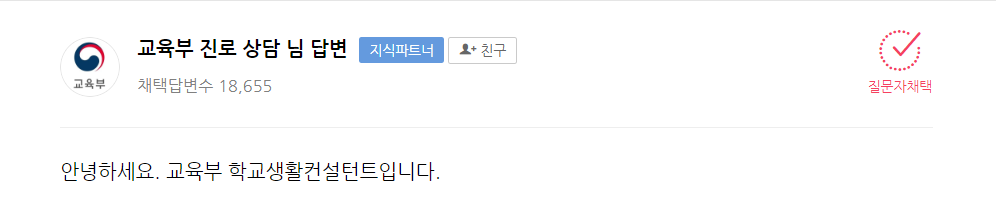 교육부 진로 상담 님 답변 지식파트너 친구
교육부
채택답변수 18,655
질문자채택
안녕하세요. 교육부 학교생활컨설턴트입니다.